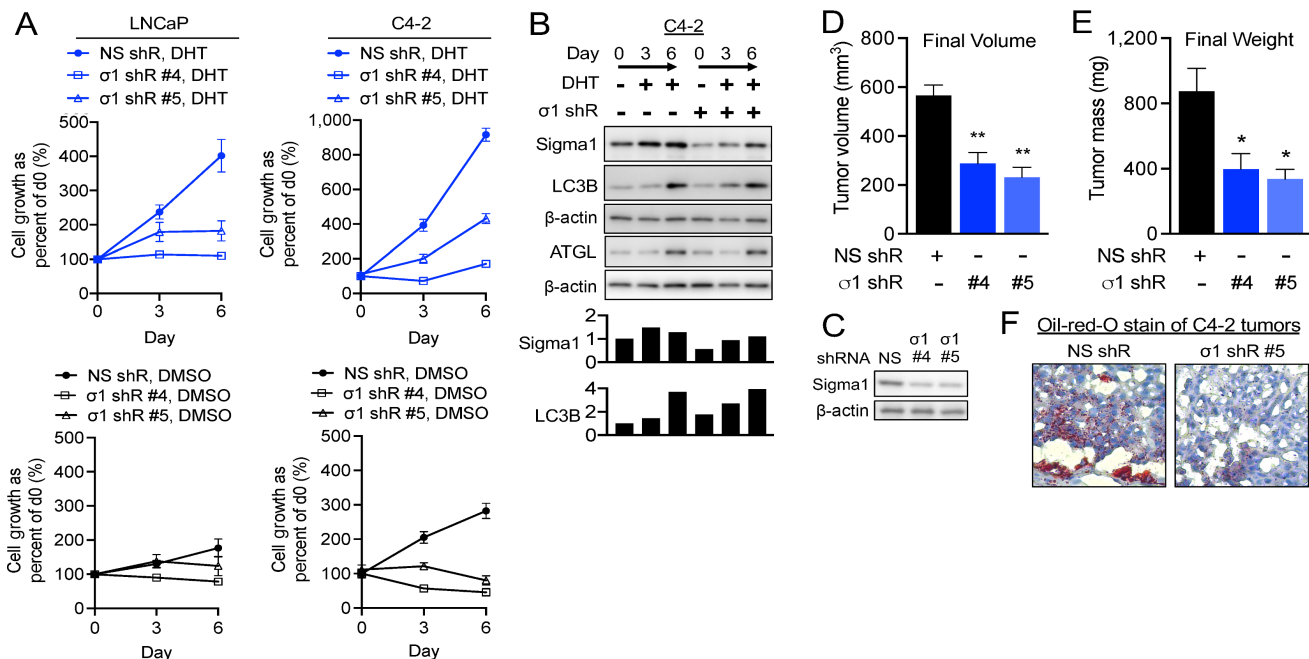 A
LNCaP
C4-2
NS shR, DHT
σ1 shR #4, DHT
σ1 shR #5, DHT
NS shR, DHT
σ1 shR #4, DHT
σ1 shR #5, DHT
Cell growth as
percent of d0 (%)
500
400
300
200
100
0
0 3 6
Day
Cell growth as
percent of d0 (%)
1,000
800
600
400
200
0
0 3 6
Day
NS shR, DMSO
σ1 shR #4, DMSO
σ1 shR #5, DMSO
NS shR, DMSO
σ1 shR #4, DMSO
σ1 shR #5, DMSO
Cell growth as
percent of d0 (%)
500
400
300
200
100
0
0 3 6
Day
Cell growth as
percent of d0 (%)
500
400
300
200
100
0
0 3 6
Day
B
C4-2
Day 0 3 6 0 3 6
DHT - + + - + +
σ1 shR - - - + + +
Sigma1
LC3B
β-actin
ATGL
β-actin
Sigma1
2
1
0
LC3B
4
2
0
C
shRNA NS σ1 #4 σ1 #5
Sigma1
β-actin
D
Final Volume
Tumor volume (mm3)
800
600
400
200
0
** **
NS shR + - -
σ1 shR - #4 #5
E
Final Weight
Tumor mass (mg)
1,200
800
400
0
* *
NS shR + - -
σ1 shR - #4 #5
F
Oil-red-O stain of C4-2 tumors
NS shR σ1 shR #5